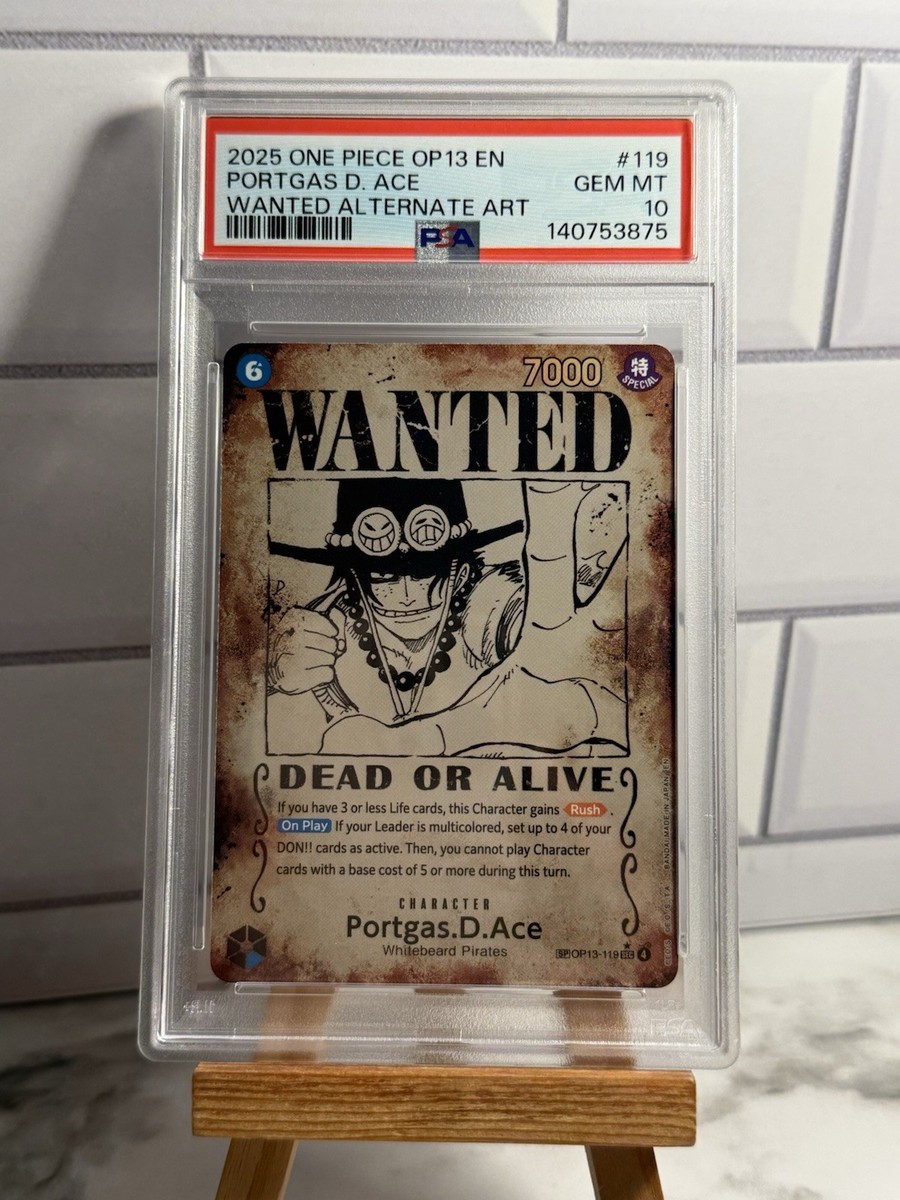 2025 ONE PIECE OP13 EN #119
PORTGAS D. ACE GEM MT
WANTED ALTERNATE ART 10
PSA 140753875
6 7000 特
SPECIAL
WANTED
DEAD OR ALIVE
If you have 3 or less Life cards, this Character gains Rush .
On Play If your Leader is multicolored, set up to 4 of your
DON!! cards as active. Then, you cannot play Character
cards with a base cost of 5 or more during this turn.
CHARACTER
Portgas.D.Ace
Whitebeard Pirates
SP OP13-119 SEC 4